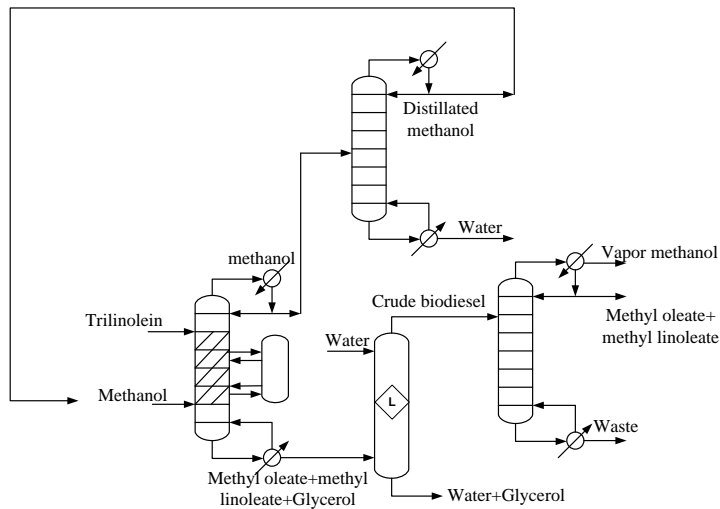 Distillated
methanol
Water
methanol
Vapor methanol
Crude biodiesel
Methyl oleate+
methyl linoleate
Trilinolein
Water
L
Methanol
Waste
Methyl oleate+methyl
linoleate+Glycerol
Water+Glycerol